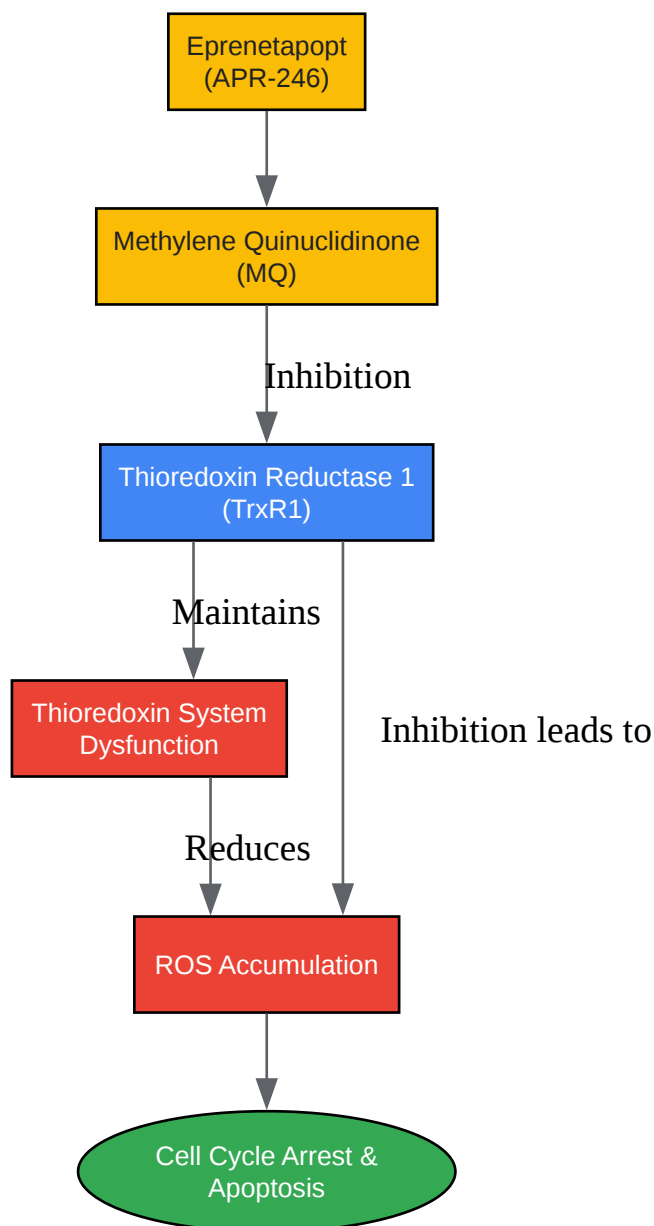 Eprenetapopt
(APR-246)
Methylene Quinuclidinone
(MQ)
Inhibition
Thioredoxin Reductase 1
(TrxR1)
Maintains
Thioredoxin System
Dysfunction
Inhibition leads to
Reduces
ROS Accumulation
Cell Cycle Arrest &
Apoptosis